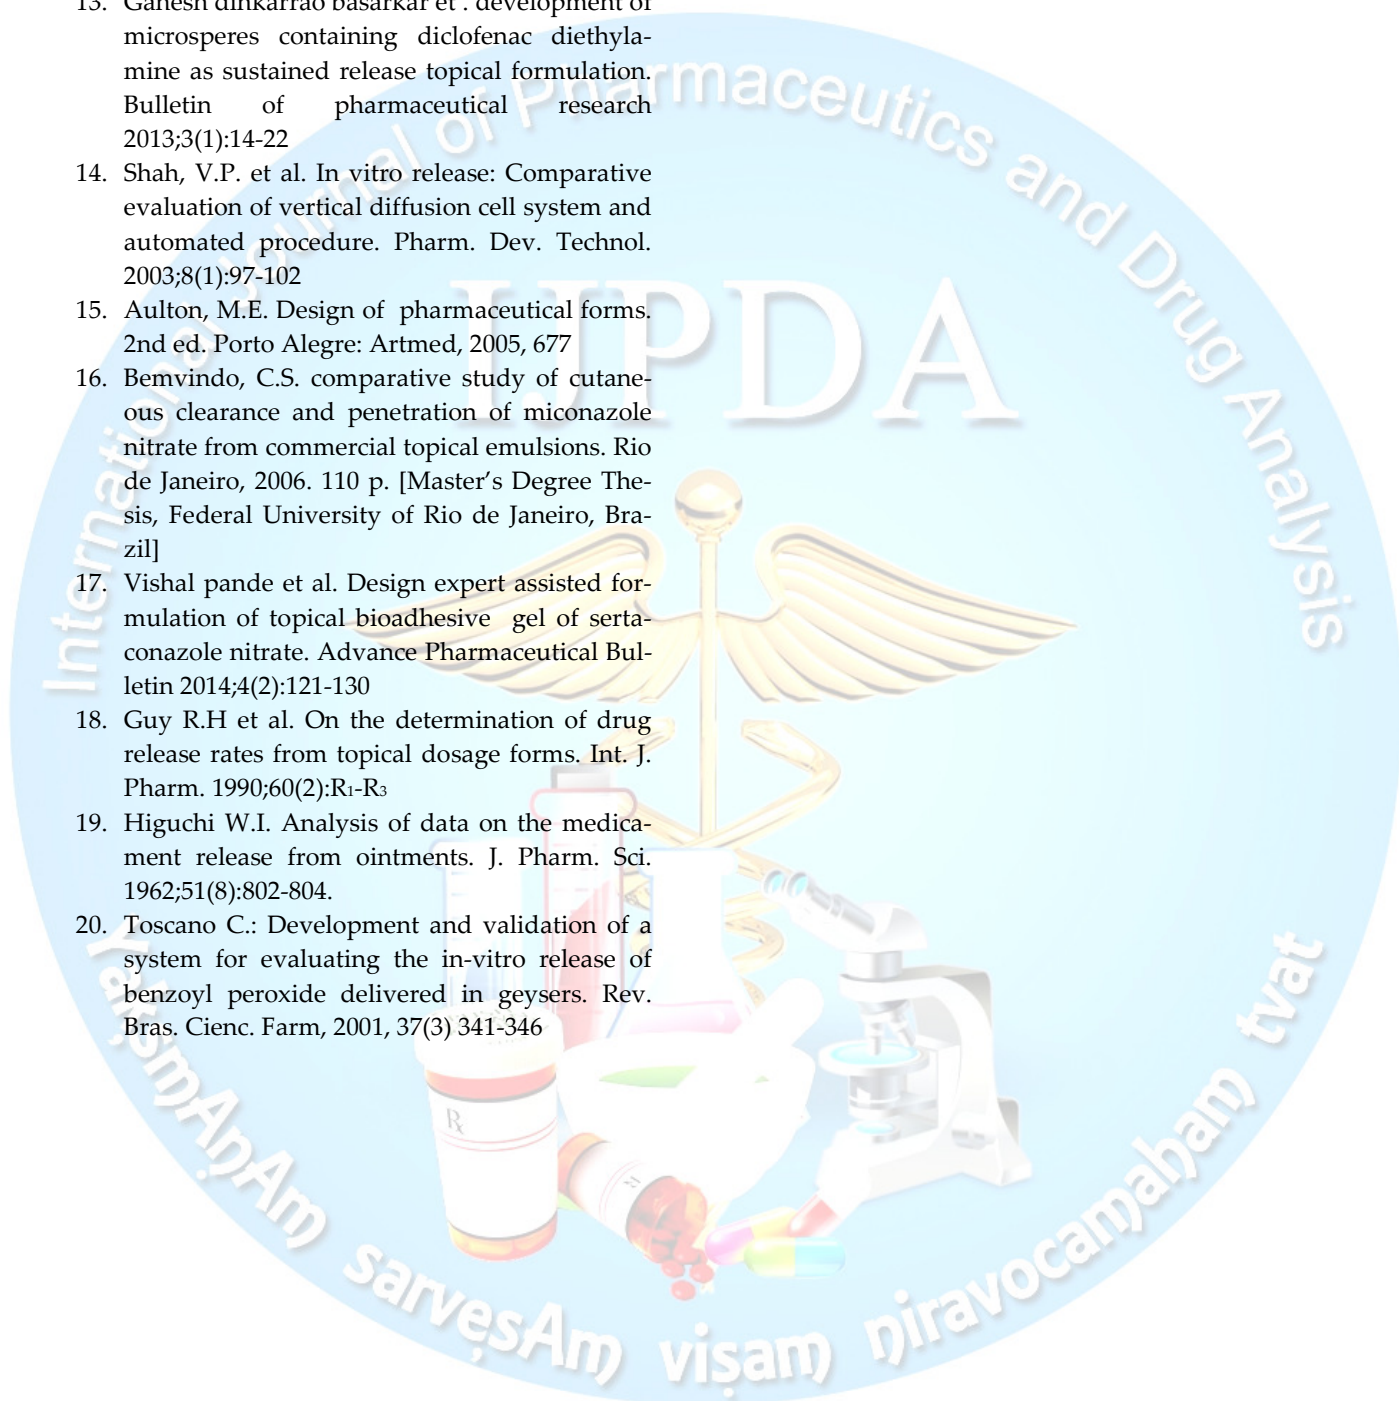 13. Ganesh dinkarrao basarkar et . development of
microsperes containing diclofenac diethyla-
mine as sustained release topical formulation.
Bulletin of pharmaceutical research
2013;3(1):14-22
14. Shah, V.P. et al. In vitro release: Comparative
evaluation of vertical diffusion cell system and
automated procedure. Pharm. Dev. Technol.
2003;8(1):97-102
15. Aulton, M.E. Design of pharmaceutical forms.
2nd ed. Porto Alegre: Artmed, 2005, 677
16. Bemvindo, C.S. comparative study of cutane-
ous clearance and penetration of miconazole
nitrate from commercial topical emulsions. Rio
de Janeiro, 2006. 110 p. [Master's Degree The-
sis, Federal University of Rio de Janeiro, Bra-
zil]
17. Vishal pande et al. Design expert assisted for-
mulation of topical bioadhesive gel of serta-
conazole nitrate. Advance Pharmaceutical Bul-
letin 2014;4(2):121-130
18. Guy R.H et al. On the determination of drug
release rates from topical dosage forms. Int. J.
Pharm. 1990;60(2):R1-R3
19. Higuchi W.I. Analysis of data on the medica-
ment release from ointments. J. Pharm. Sci.
1962;51(8):802-804.
20. Toscano C.: Development and validation of a
system for evaluating the in-vitro release of
benzoyl peroxide delivered in geysers. Rev.
Bras. Cienc. Farm, 2001, 37(3) 341-346
International Journal of Pharmaceutics and Drug Analysis
IJPDA
Rx
YakṣmAṇAm sarveṣAm viṣam niravocamaham tvat